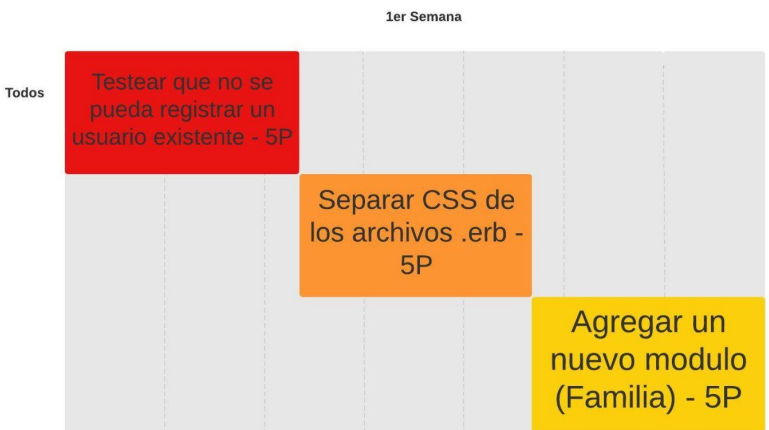 1er Semana
Todos
Testear que no se
pueda registrar un
usuario existente - 5P
Separar CSS de
los archivos .erb -
5P
Agregar un
nuevo modulo
(Familia) - 5P